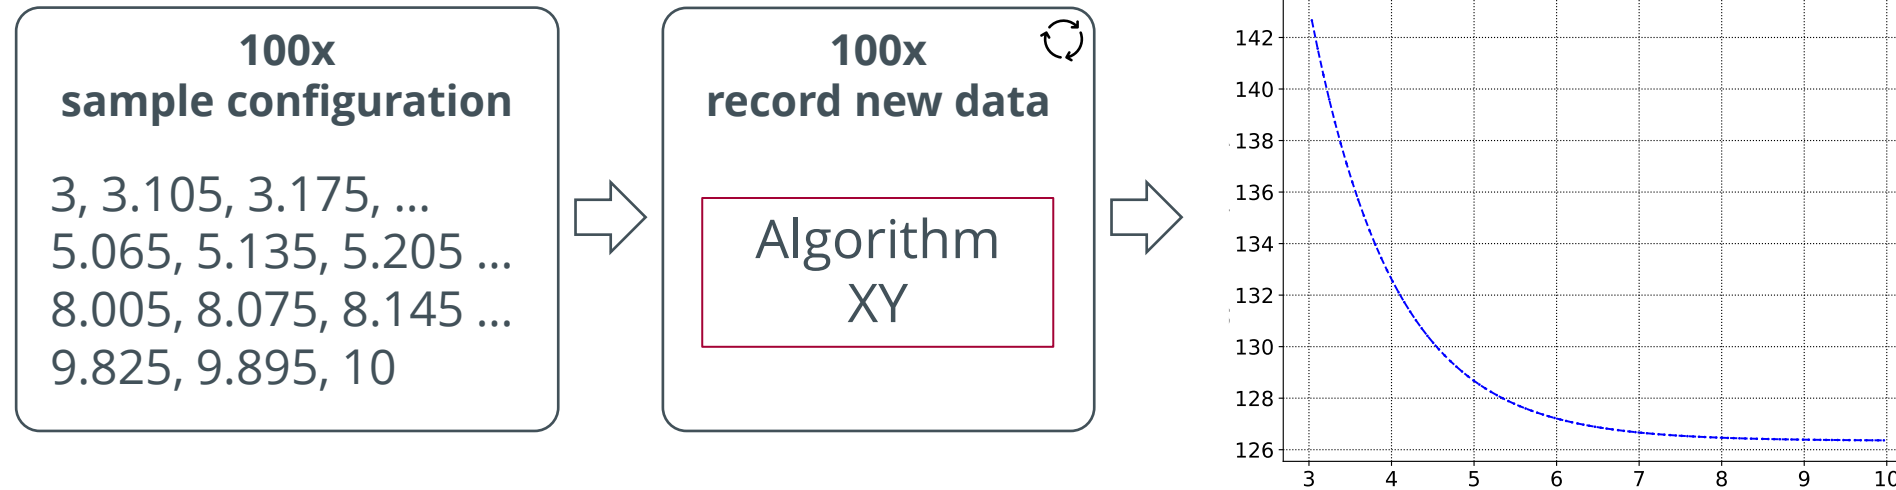 100x
sample configuration
3, 3.105, 3.175, ...
5.065, 5.135, 5.205 ...
8.005, 8.075, 8.145 ...
9.825, 9.895, 10
100x
record new data
Algorithm
XY
142
140
138
136
134
132
130
128
126
3 4 5 6 7 8 9 10